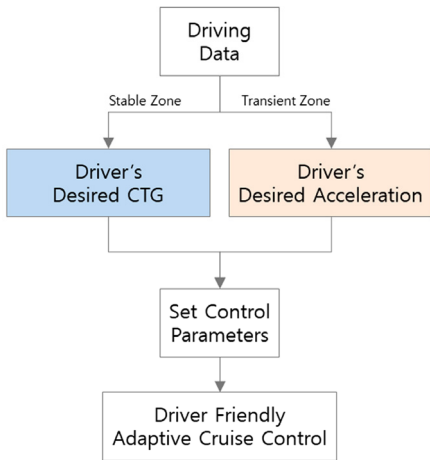 Driving
Data
Stable Zone
Transient Zone
Driver's
Desired CTG
Driver's
Desired Acceleration
Set Control
Parameters
Driver Friendly
Adaptive Cruise Control